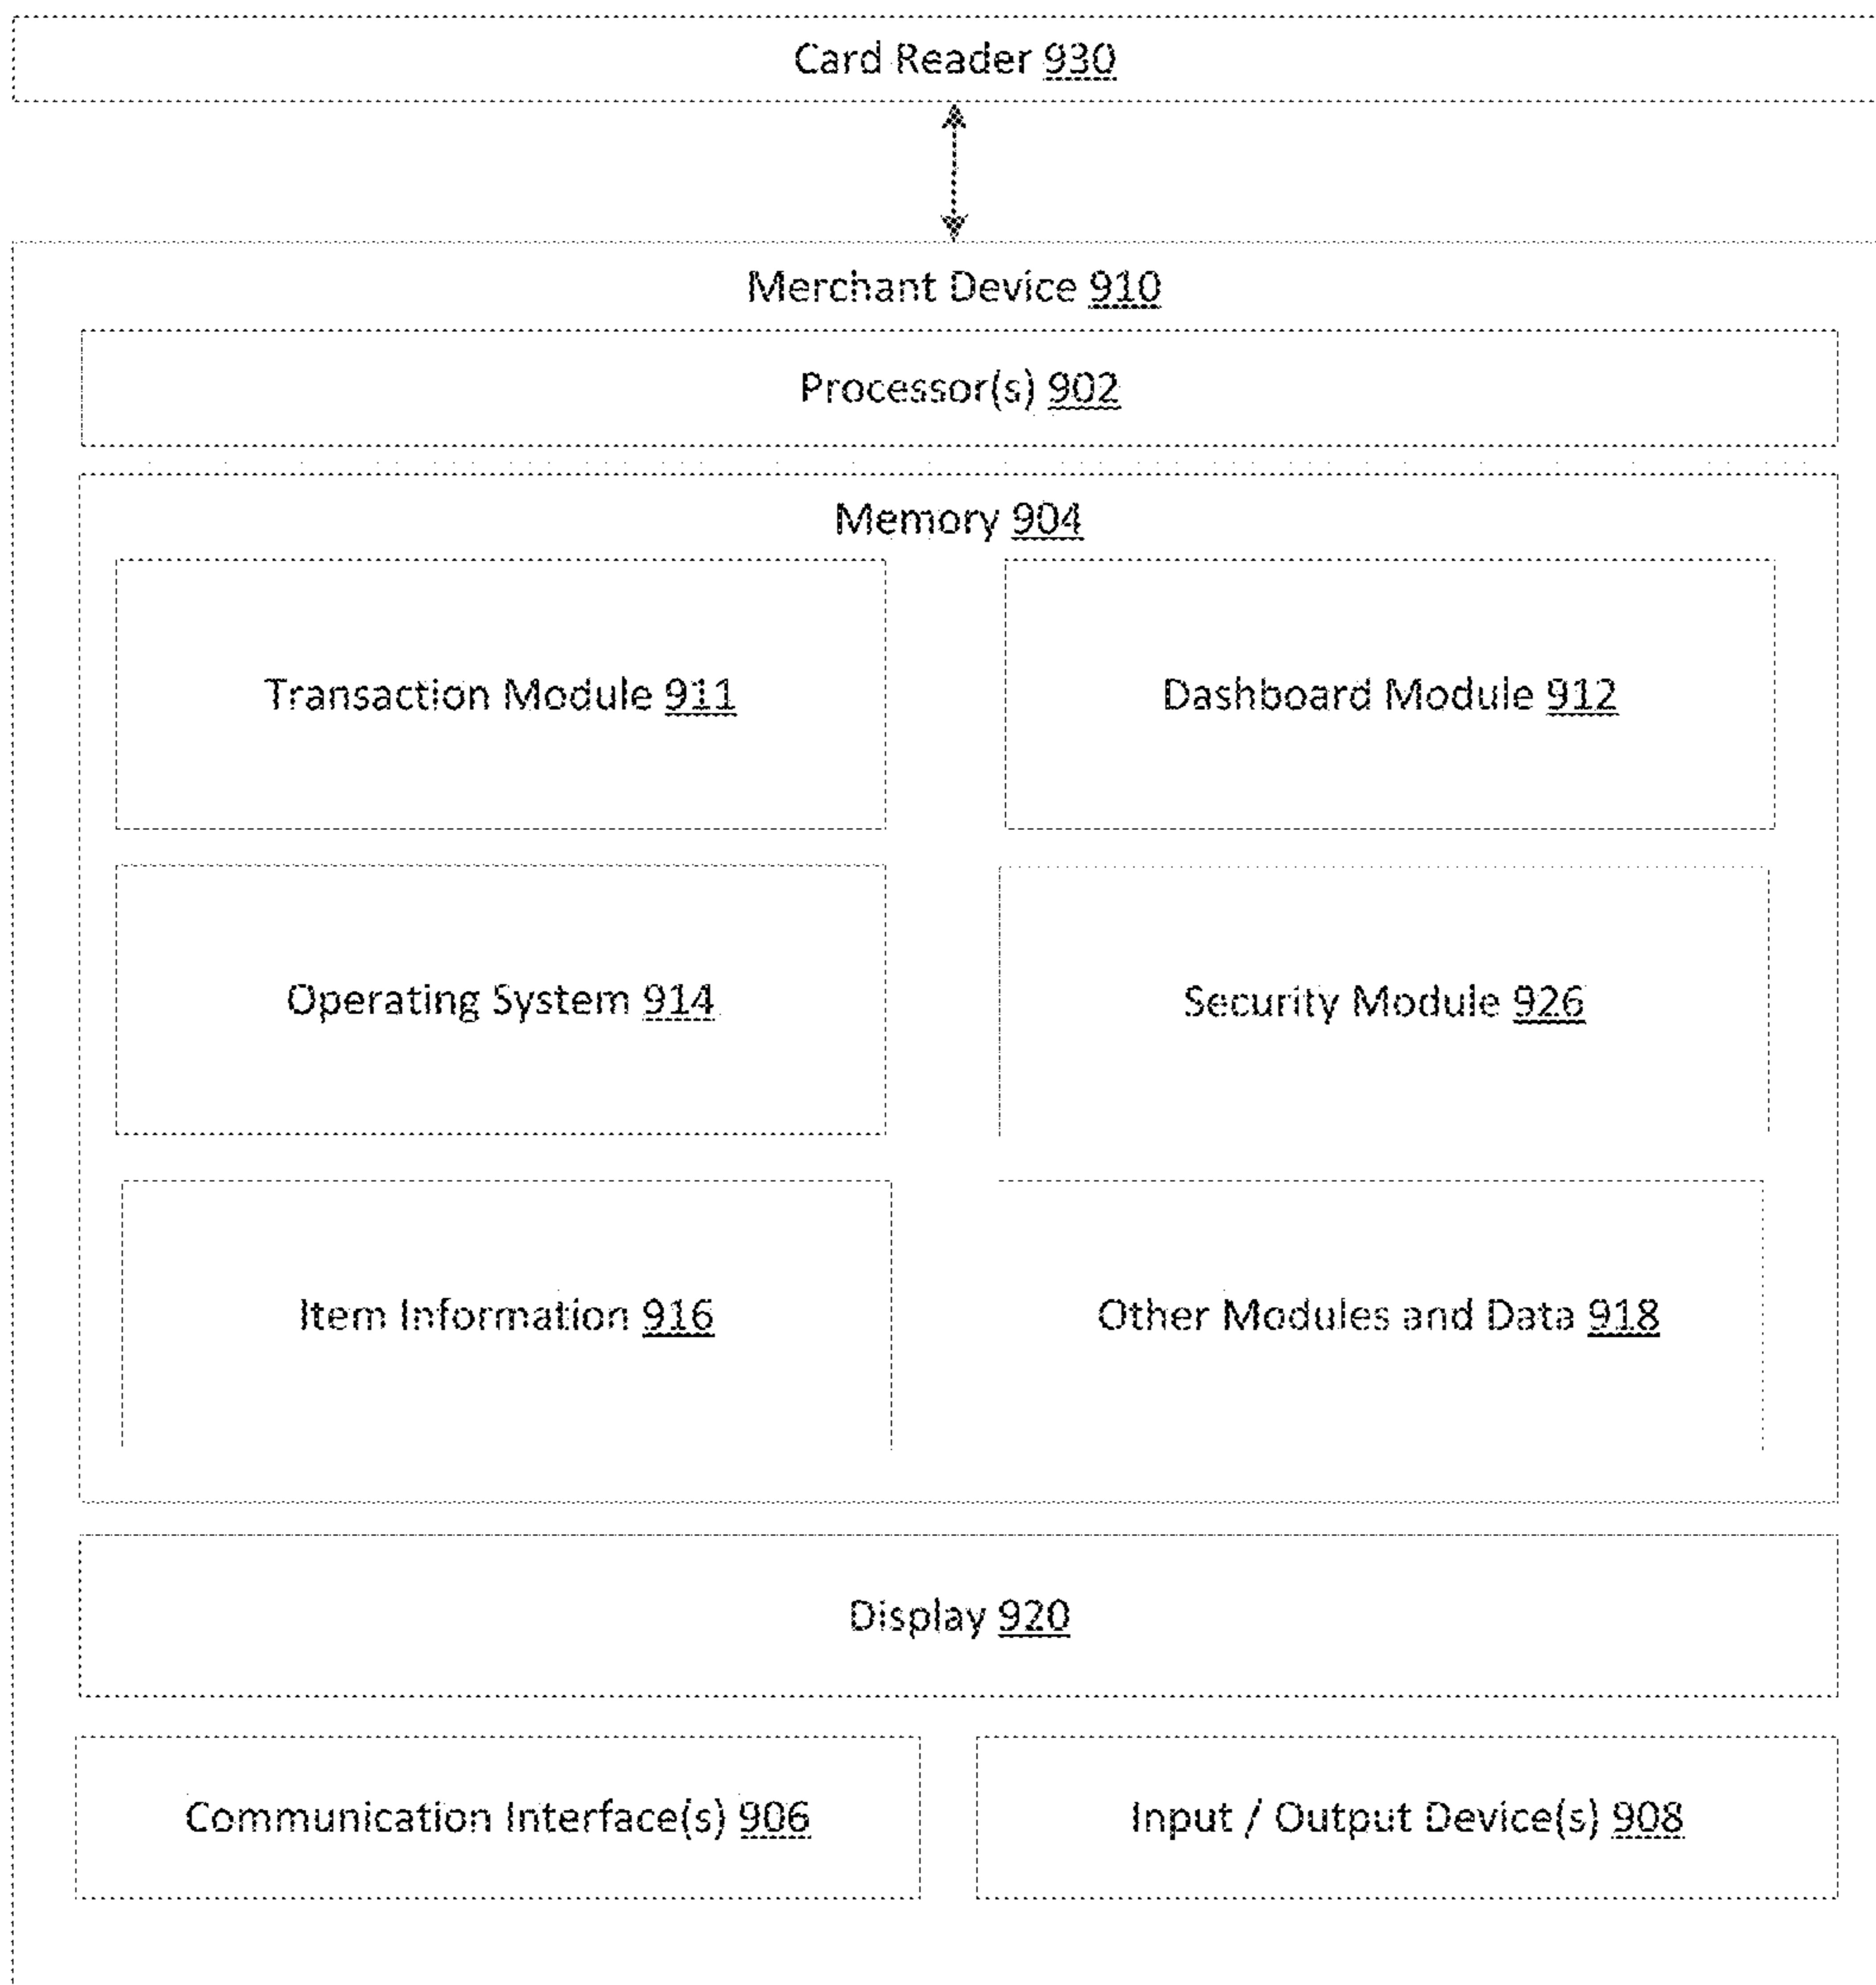 Card Reader 930
Merchant Device 910
Processor(s) 902
Memory 904
Transaction Module 911
Dashboard Module 912
Operating System 914
Security Module 926
Item Information 916
Other Modules and Data 918
Display 920
Communication Interface(s) 906
Input / Output Device(s) 908